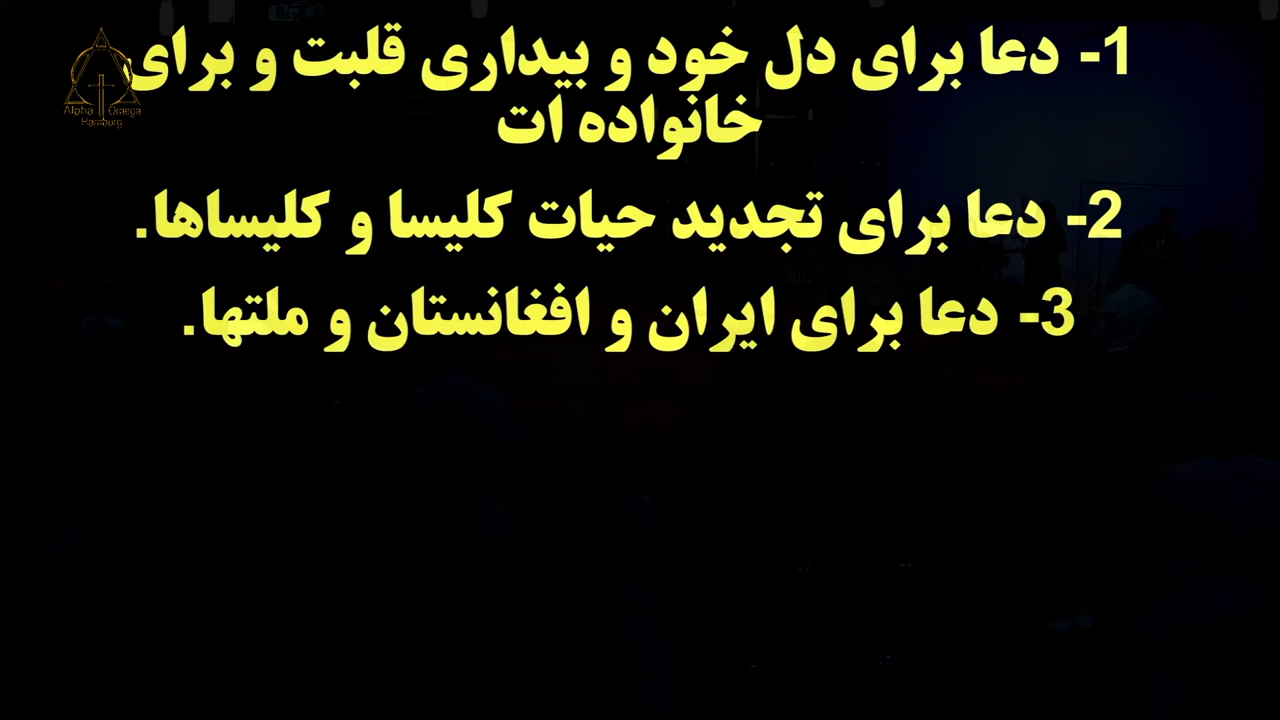 1- دعا برای دل خود و بیداری قلبت و برای
خانواده ات
2- دعا برای تجدید حیات کلیسا و کلیساها.
3- دعا برای ایران و افغانستان و ملتها.
Alpha Omega
Hamburg